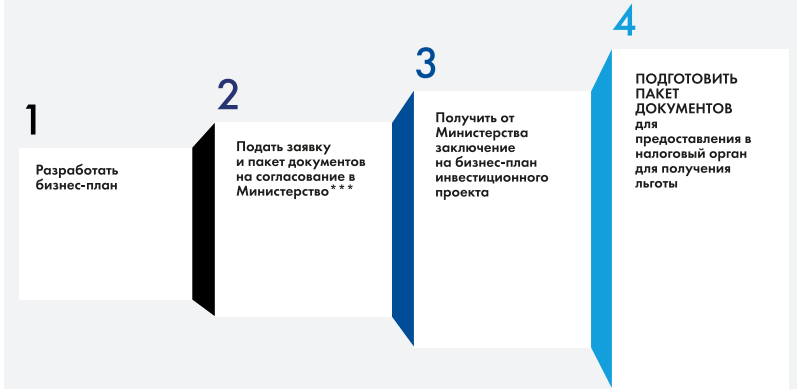 1
Разработать
бизнес-план
2
Подать заявку
и пакет документов
на согласование в
Министерство***
3
Получить от
Министерства
заключение
на бизнес-план
инвестиционного
проекта
4
ПОДГОТОВИТЬ
ПАКЕТ
ДОКУМЕНТОВ
для
предоставления в
налоговый орган
для получения
льготы